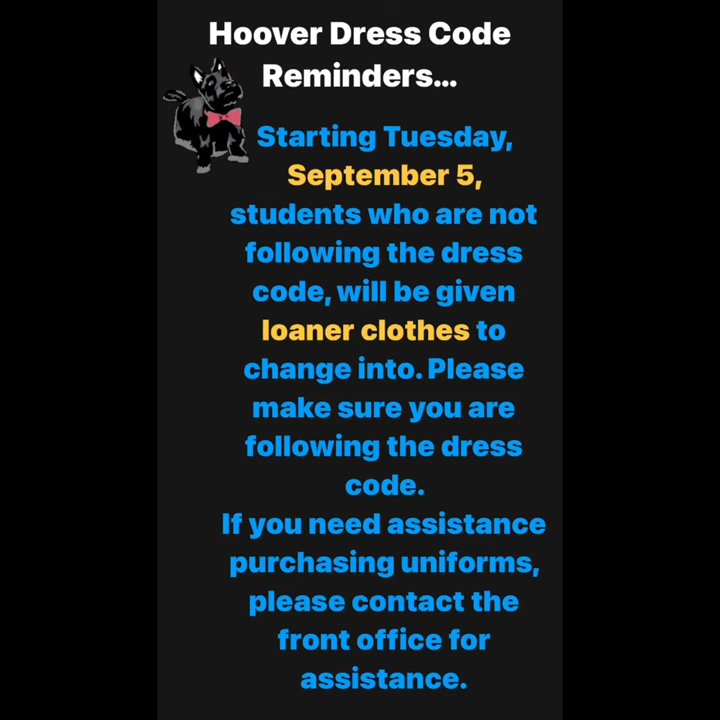 Hoover Dress Code
Reminders...
Starting Tuesday,
September 5,
students who are not
following the dress
code, will be given
loaner clothes to
change into. Please
make sure you are
following the dress
code.
If you need assistance
purchasing uniforms,
please contact the
front office for
assistance.